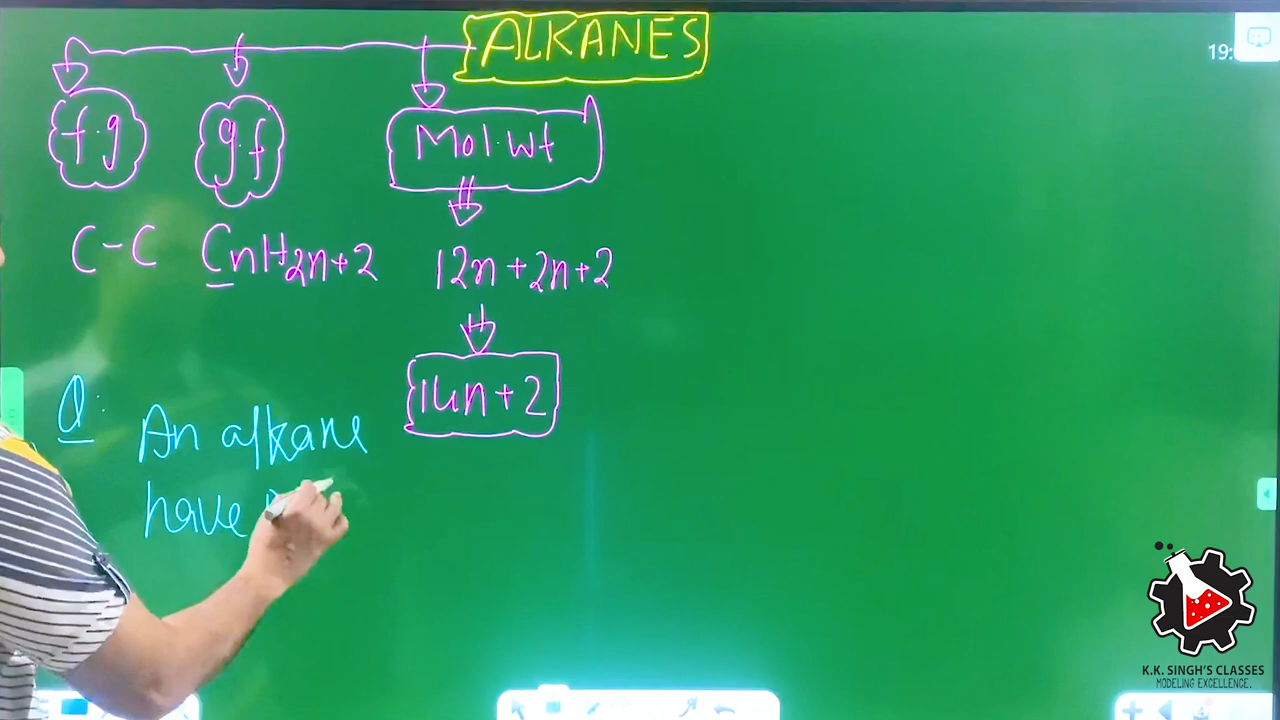 ALKANES
19:
f.g
g.f
Mol.wt
C-C
CnH2n+2
12n+2n+2
14n+2
Q:
An alkane
have
K.K. SINGH'S CLASSES
MODELING EXCELLENCE.